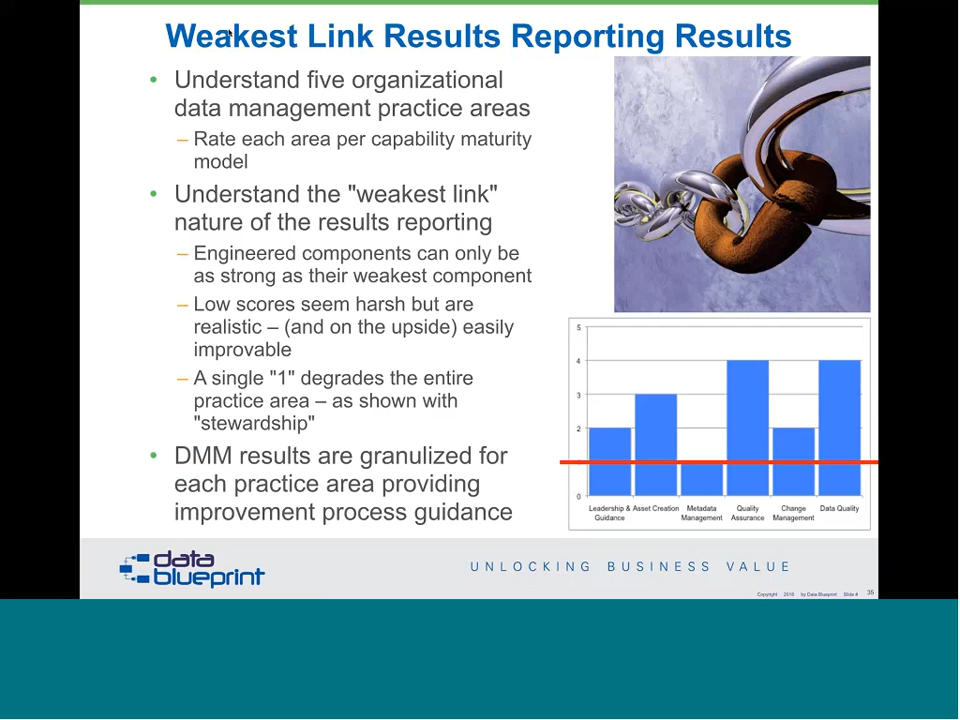 Weakest Link Results Reporting Results
• Understand five organizational
data management practice areas
– Rate each area per capability maturity
model
• Understand the "weakest link"
nature of the results reporting
– Engineered components can only be
as strong as their weakest component
– Low scores seem harsh but are
realistic – (and on the upside) easily
improvable
– A single "1" degrades the entire
practice area – as shown with
"stewardship"
• DMM results are granulized for
each practice area providing
improvement process guidance
5
4
3
2
0
Leadership & Guidance
Asset Creation
Metadata Management
Quality Assurance
Change Management
Data Quality
data
blueprint
UNLOCKING BUSINESS VALUE
Copyright 2018 by Data Blueprint Slide # 35